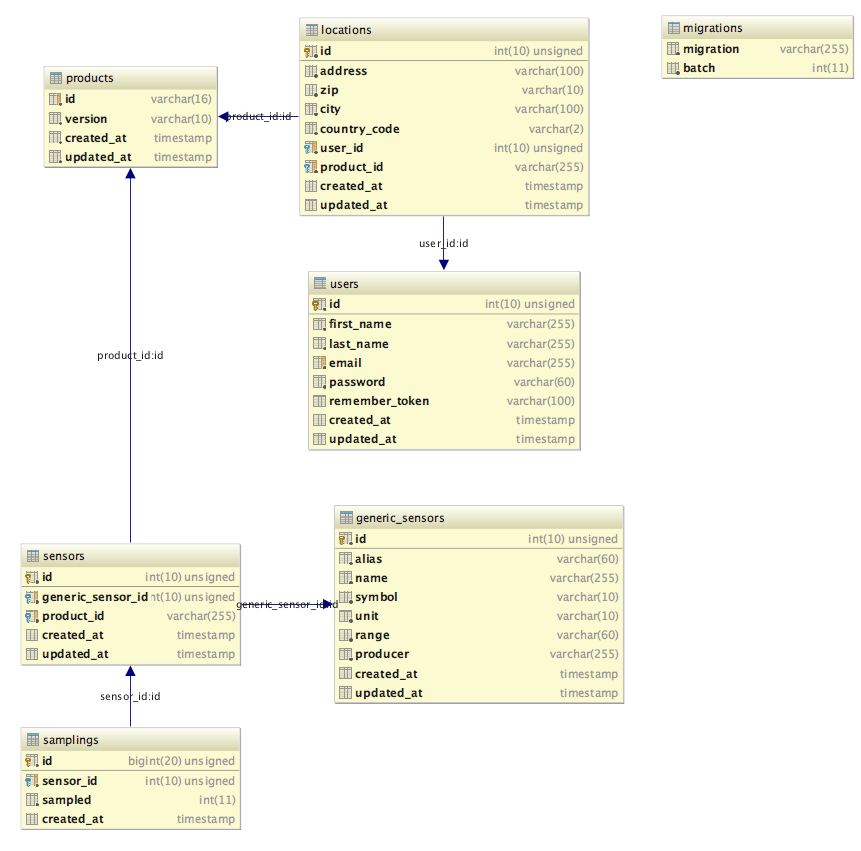 locations
id int(10) unsigned
address varchar(100)
zip varchar(10)
city varchar(100)
country_code varchar(2)
user_id int(10) unsigned
product_id varchar(255)
created_at timestamp
updated_at timestamp
migrations
migration varchar(255)
batch int(11)
products
id varchar(16)
version varchar(10)
created_at timestamp
updated_at timestamp
product_id:id
user_id:id
users
id int(10) unsigned
first_name varchar(255)
last_name varchar(255)
email varchar(255)
password varchar(60)
remember_token varchar(100)
created_at timestamp
updated_at timestamp
product_id:id
generic_sensors
id int(10) unsigned
alias varchar(60)
name varchar(255)
symbol varchar(10)
unit varchar(10)
range varchar(60)
producer varchar(255)
created_at timestamp
updated_at timestamp
sensors
id int(10) unsigned
generic_sensor_id nt(10) unsigned
product_id varchar(255)
created_at timestamp
updated_at timestamp
generic_sensor_id:id
sensor_id:id
samplings
id bigint(20) unsigned
sensor_id int(10) unsigned
sampled int(11)
created_at timestamp